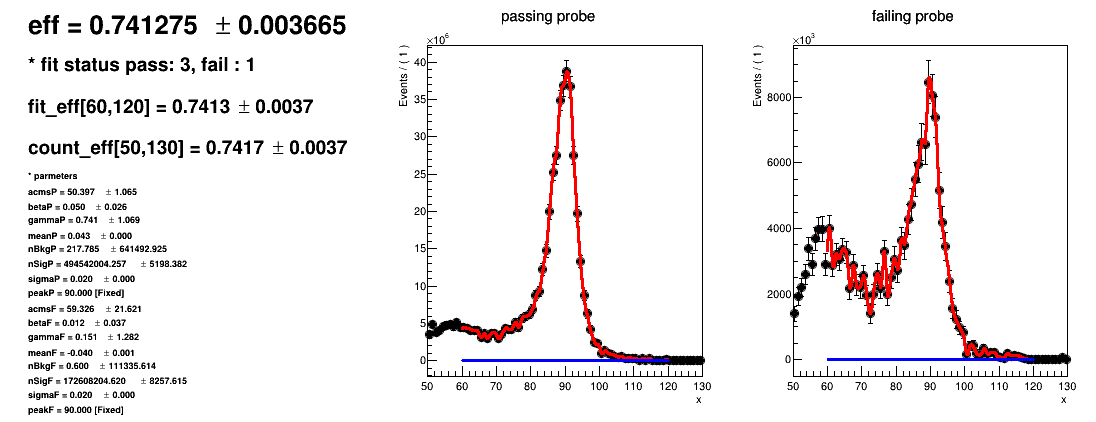 eff = 0.741275 ± 0.003665
* fit status pass: 3, fail : 1
fit_eff[60,120] = 0.7413 ± 0.0037
count_eff[50,130] = 0.7417 ± 0.0037
* parmeters
acmsP = 50.397 ± 1.065
betaP = 0.050 ± 0.026
gammaP = 0.741 ± 1.069
meanP = 0.043 ± 0.000
nBkgP = 217.785 ± 641492.925
nSigP = 494542004.257 ± 5198.382
sigmaP = 0.020 ± 0.000
peakP = 90.000 [Fixed]
acmsF = 59.326 ± 21.621
betaF = 0.012 ± 0.037
gammaF = 0.151 ± 1.282
meanF = -0.040 ± 0.001
nBkgF = 0.600 ± 111335.614
nSigF = 172608204.620 ± 8257.615
sigmaF = 0.020 ± 0.000
peakF = 90.000 [Fixed]
passing probe
×10⁶
Events / ( 1 )
40
35
30
25
20
15
10
5
0
50 60 70 80 90 100 110 120 130
x
failing probe
×10³
Events / ( 1 )
8000
6000
4000
2000
0
50 60 70 80 90 100 110 120 130
x